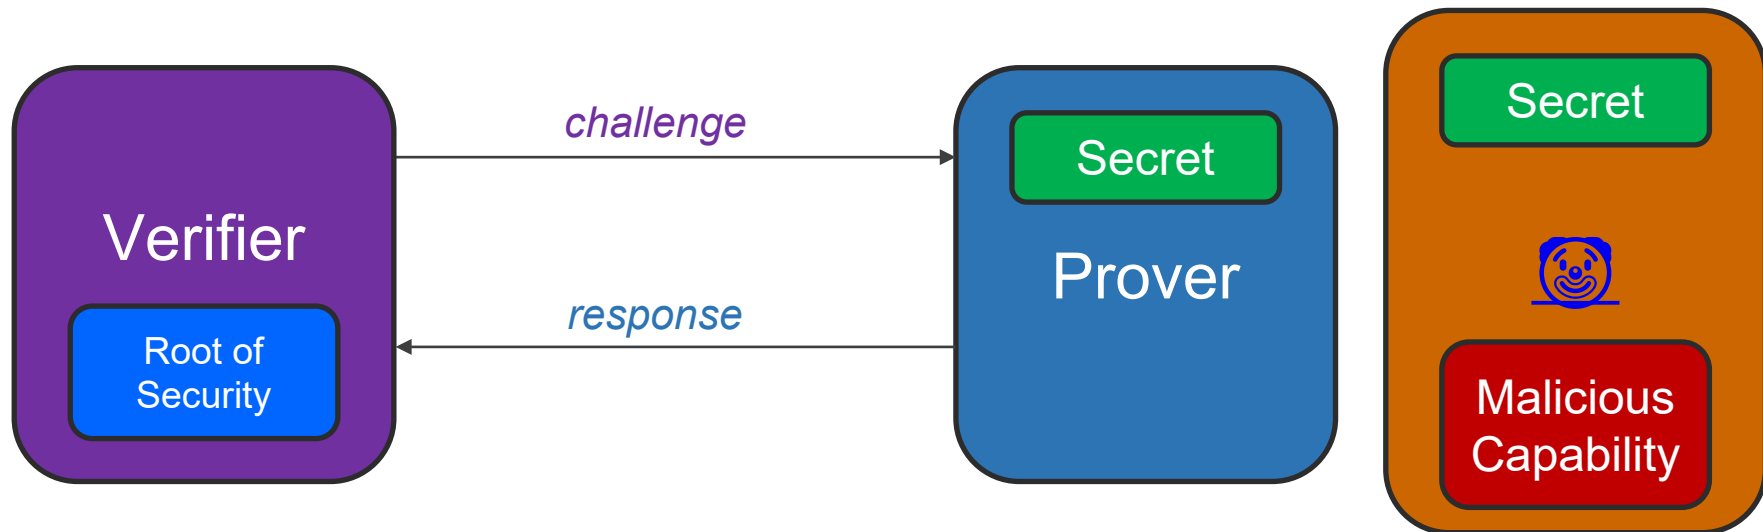 Verifier
Root of
Security
challenge
response
Secret
Prover
Secret
Malicious
Capability